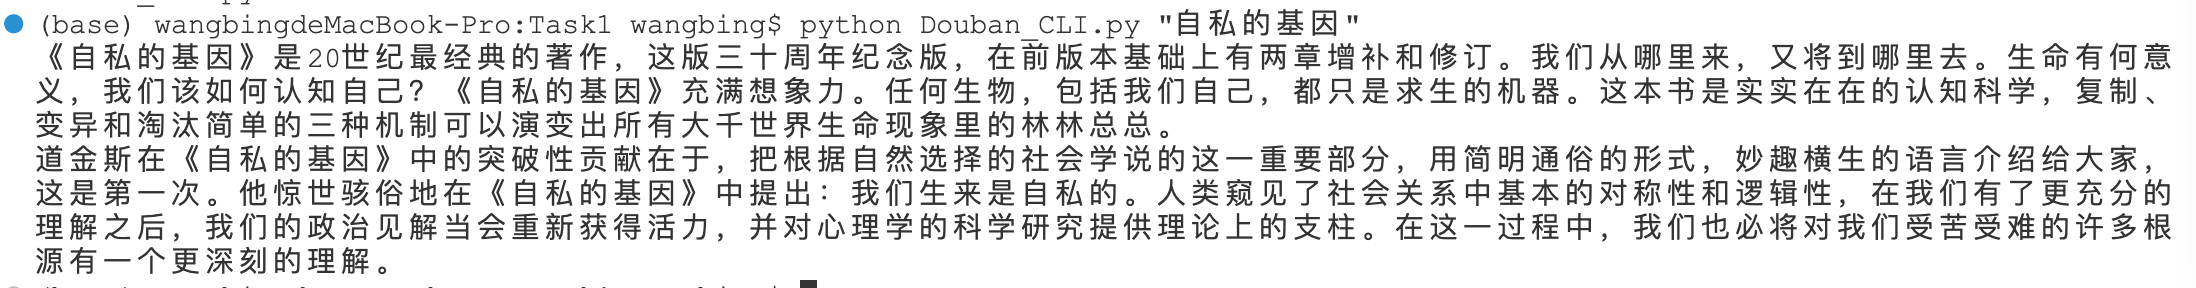 (base) wangbingdeMacBook-Pro:Task1 wangbing$ python Douban_CLI.py "自私的基因"
《自私的基因》是20世纪最经典的著作，这版三十周年纪念版，在前版本基础上有两章增补和修订。我们从哪里来，又将到哪里去。生命有何意
义，我们该如何认知自己？《自私的基因》充满想象力。任何生物，包括我们自己，都只是求生的机器。这本书是实实在在的认知科学，复制、
变异和淘汰简单的三种机制可以演变出所有大千世界生命现象里的林林总总。
道金斯在《自私的基因》中的突破性贡献在于，把根据自然选择的社会学说的这一重要部分，用简明通俗的形式，妙趣横生的语言介绍给大家，
这是第一次。他惊世骇俗地在《自私的基因》中提出：我们生来是自私的。人类窥见了社会关系中基本的对称性和逻辑性，在我们有了更充分的
理解之后，我们的政治见解当会重新获得活力，并对心理学的科学研究提供理论上的支柱。在这一过程中，我们也必将对我们受苦受难的许多根
源有一个更深刻的理解。